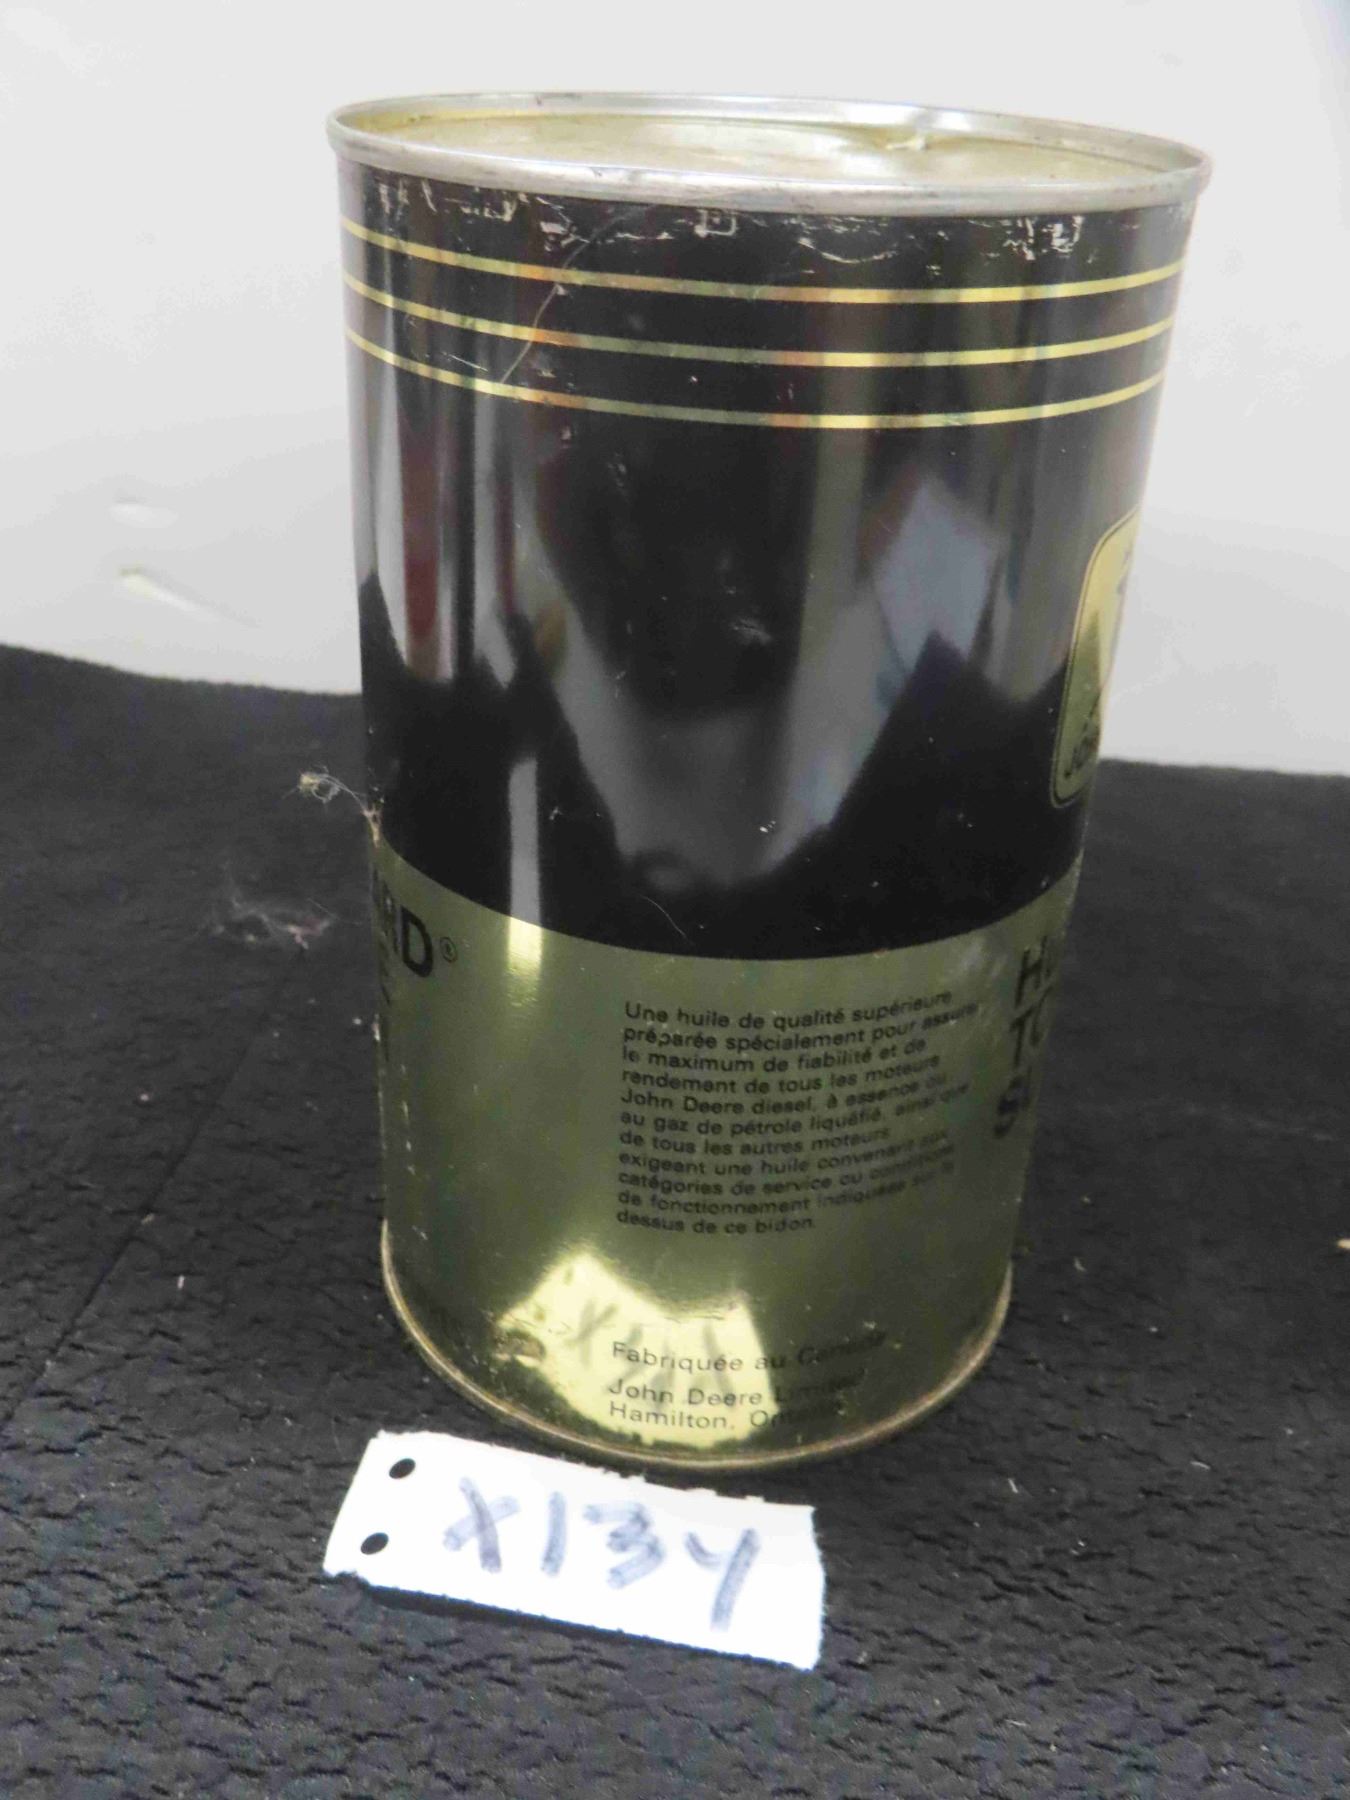 Une huile de qualité supérieure
préparée spécialement pour assurer
le maximum de fiabilité et de
rendement de tous les moteurs
John Deere diesel, à essence ou
au gaz de pétrole liquéfié, ainsi que
de tous les autres moteurs
exigeant une huile convenant aux
catégories de service ou conditions
de fonctionnement indiquées sur le
dessus de ce bidon.
Fabriquée au Canada
John Deere Limited
Hamilton, Ontario
X134